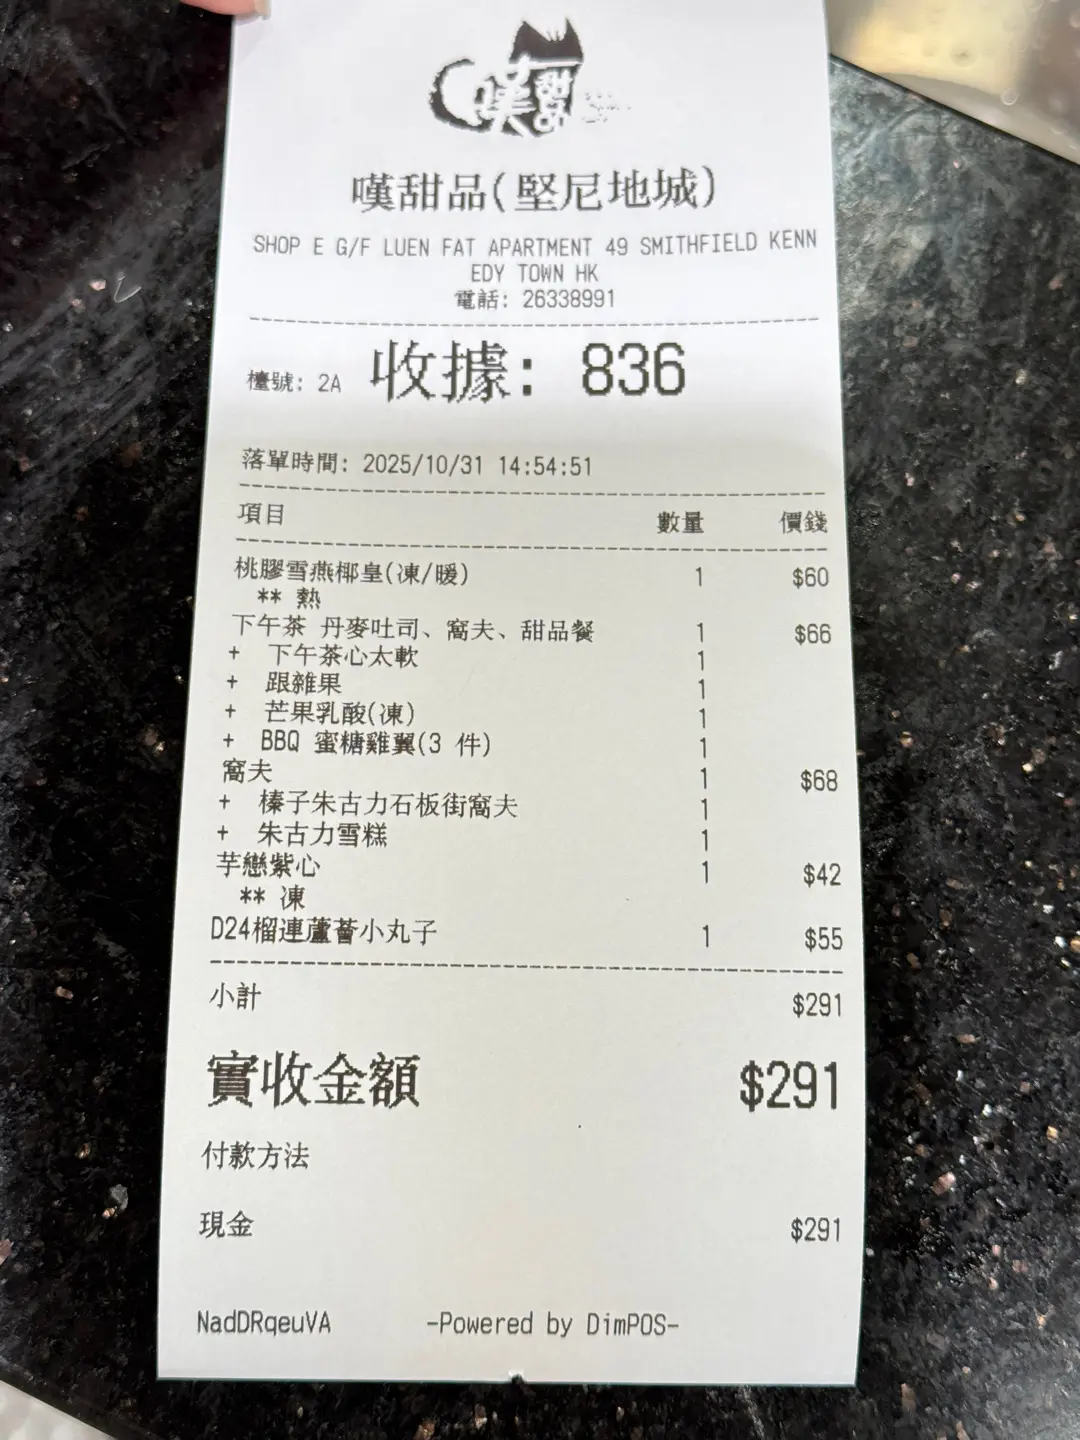 嘆甜品
嘆甜品(堅尼地城)
SHOP E G/F LUEN FAT APARTMENT 49 SMITHFIELD KENN
EDY TOWN HK
電話: 26338991
檯號: 2A 收據: 836
落單時間: 2025/10/31 14:54:51
項目 數量 價錢
桃膠雪燕椰皇(凍/暖) 1 $60
** 熱
下午茶 丹麥吐司、窩夫、甜品餐 1 $66
+ 下午茶心太軟 1
+ 跟雜果 1
+ 芒果乳酸(凍) 1
+ BBQ 蜜糖雞翼(3 件) 1
窩夫 1 $68
+ 榛子朱古力石板街窩夫 1
+ 朱古力雪糕 1
芋戀紫心 1 $42
** 凍
D24榴連蘆薈小丸子 1 $55
小計 $291
實收金額 $291
付款方法
現金 $291
NadDRqeuVA -Powered by DimPOS-